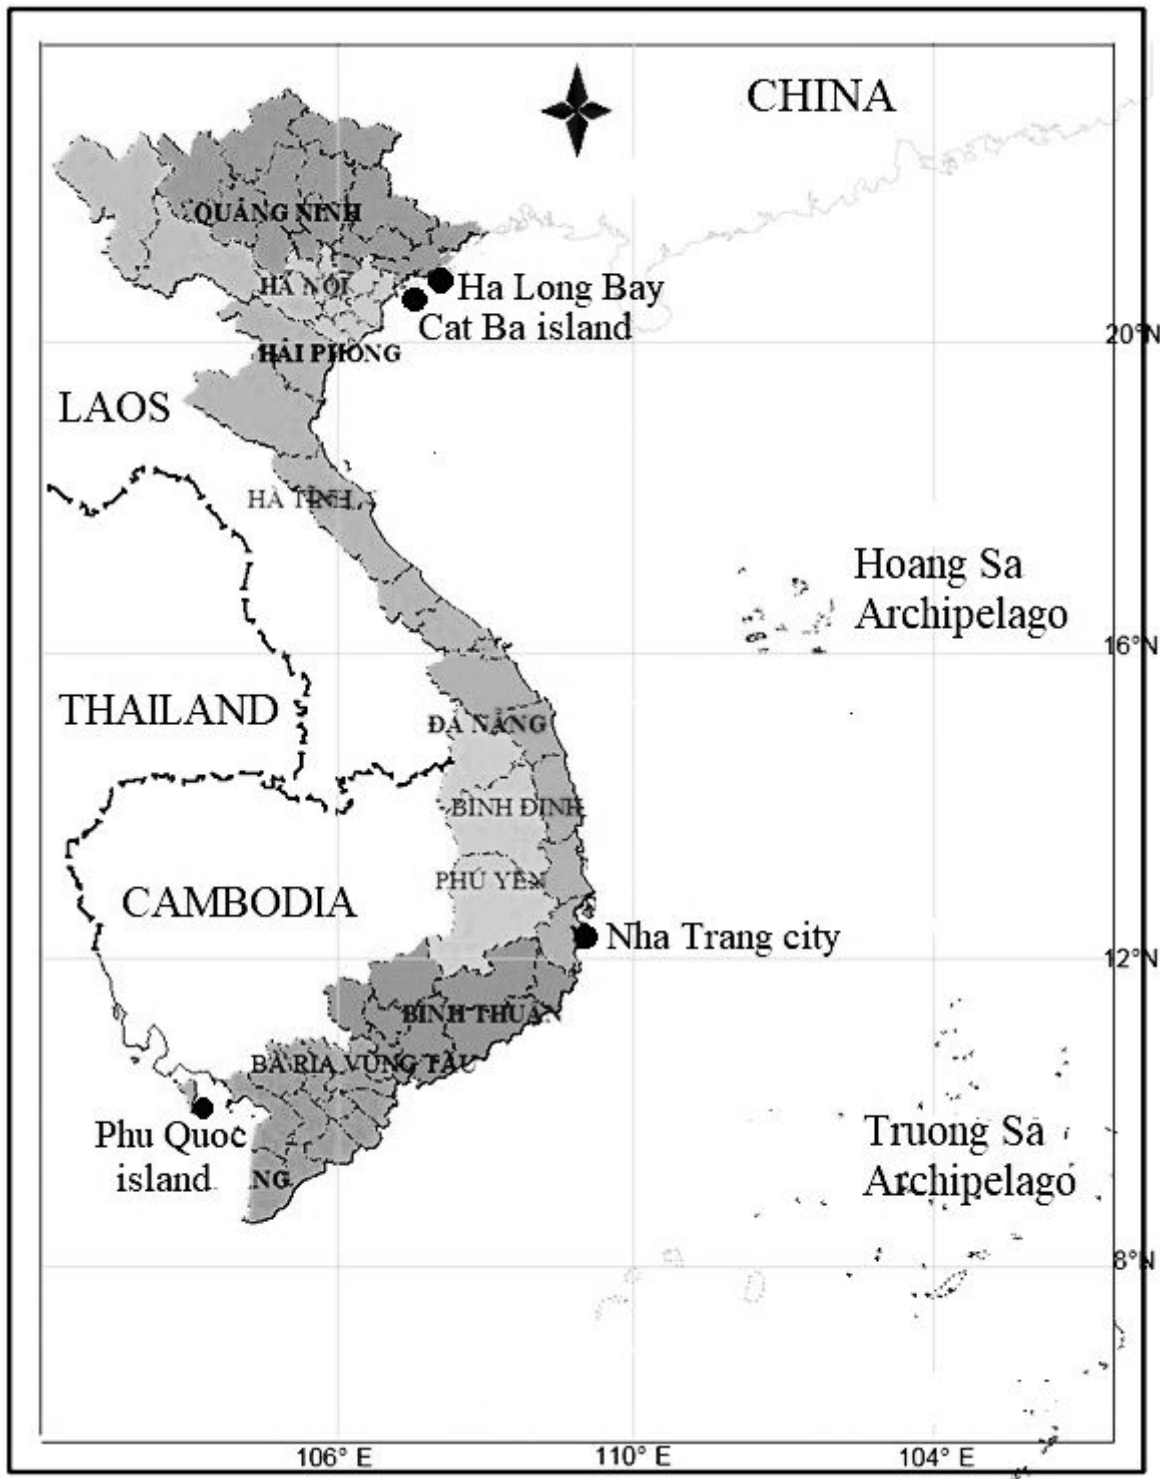 CHINA
QUẢNG NINH
HÀ NỘI
Ha Long Bay
Cat Ba island
20°N
HẢI PHÒNG
LAOS
HÀ TĨNH
Hoang Sa
Archipelago
16°N
THAILAND
ĐÀ NẴNG
BÌNH ĐỊNH
PHÚ YÊN
CAMBODIA
Nha Trang city
12°N
BÌNH THUẬN
BÀ RỊA VŨNG TÀU
Phu Quoc
island
Truong Sa
Archipelago
NG
8°N
106° E
110° E
104° E